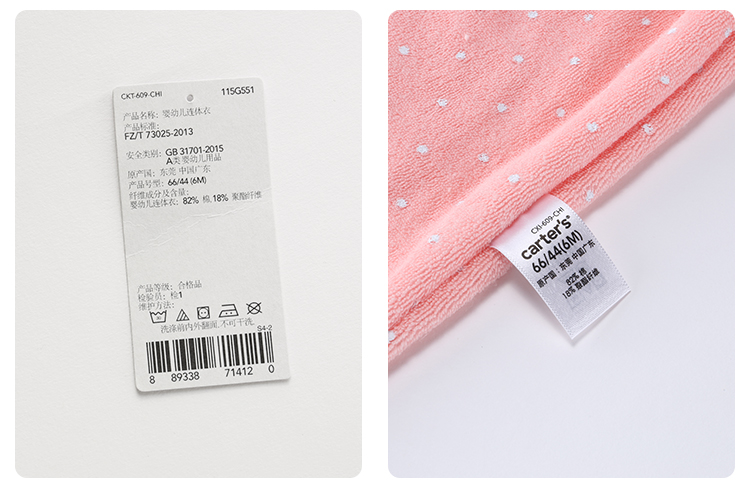 CKT-609-CHI 115G551
产品名称: 婴幼儿连体衣
产品标准:
FZ/T 73025-2013
安全类别: GB 31701-2015
A类 婴幼儿用品
原产国: 东莞 中国广东
产品号型: 66/44 (6M)
纤维成分及含量:
婴幼儿连体衣: 82% 棉, 18% 聚酯纤维
产品等级: 合格品
检验员: 检1
维护方法:
洗涤前内外翻面, 不可干洗
S4-2
8 89338 71412 0
CKI-609-CHI
carter's
66/44(6M)
原产国: 东莞 中国广东
82% 棉
18% 聚酯纤维